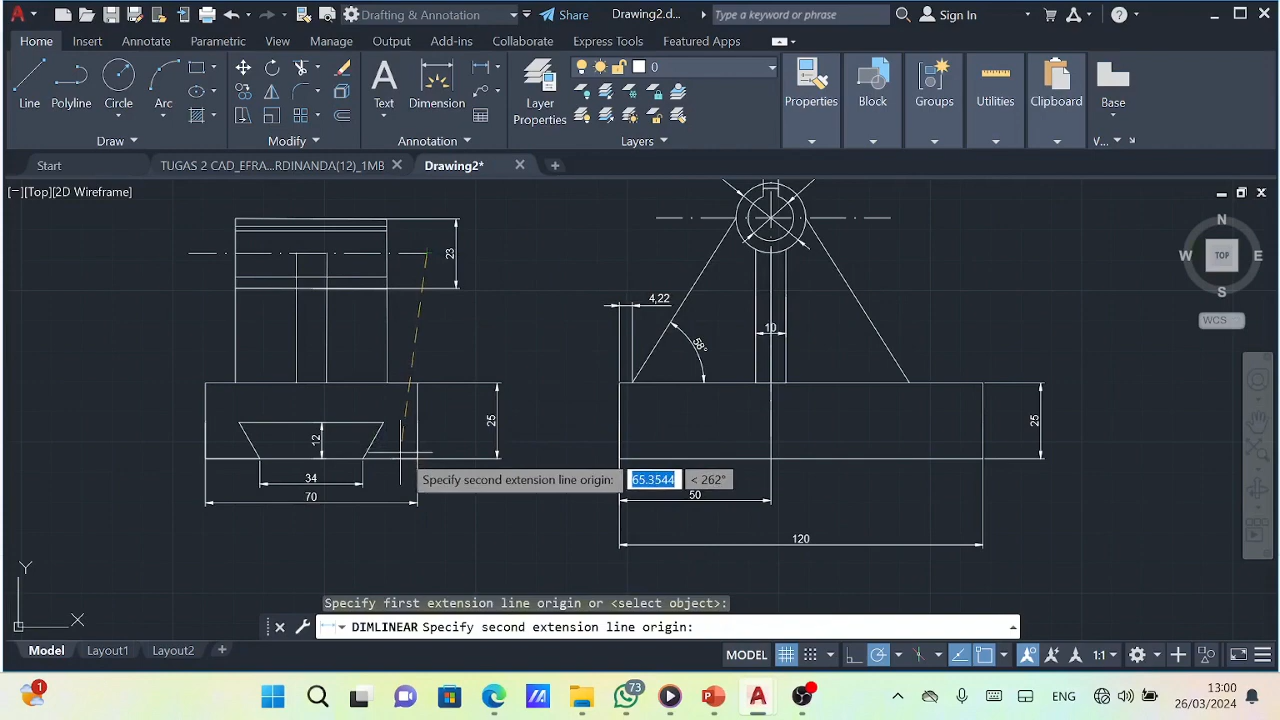 Drafting & Annotation
Share
Drawing2.d...
Type a keyword or phrase
Sign In
Home Insert Annotate Parametric View Manage Output Add-ins Collaborate Express Tools Featured Apps
0
Line Polyline Circle Arc
Text Dimension
Layer
Properties
Properties Block Groups Utilities Clipboard Base
Draw Modify Annotation Layers V...
Start TUGAS 2 CAD_EFRA...RDINANDA(12)_1MB Drawing2* +
[−][Top][2D Wireframe]
N
W TOP E
S
WCS
23
4,22
58°
10
25
12
34
70
25
50
120
Specify second extension line origin: 65.3544 < 262°
Y
X
Specify first extension line origin or <select object>:
DIMLINEAR Specify second extension line origin:
Model Layout1 Layout2 +
MODEL 1:1
1
73
ENG
13:00
26/03/2024